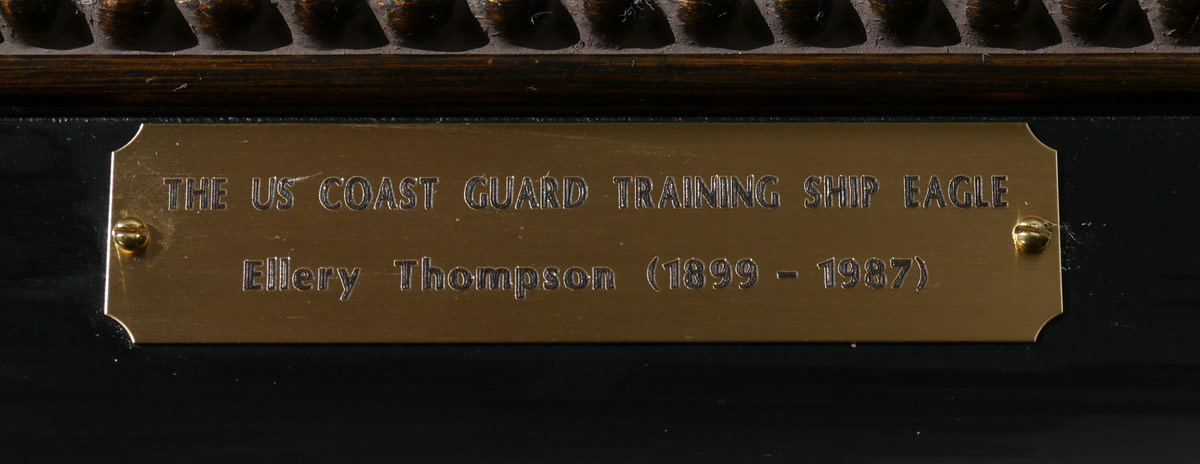 THE US COAST GUARD TRAINING SHIP EAGLE
Ellery Thompson (1899 – 1987)